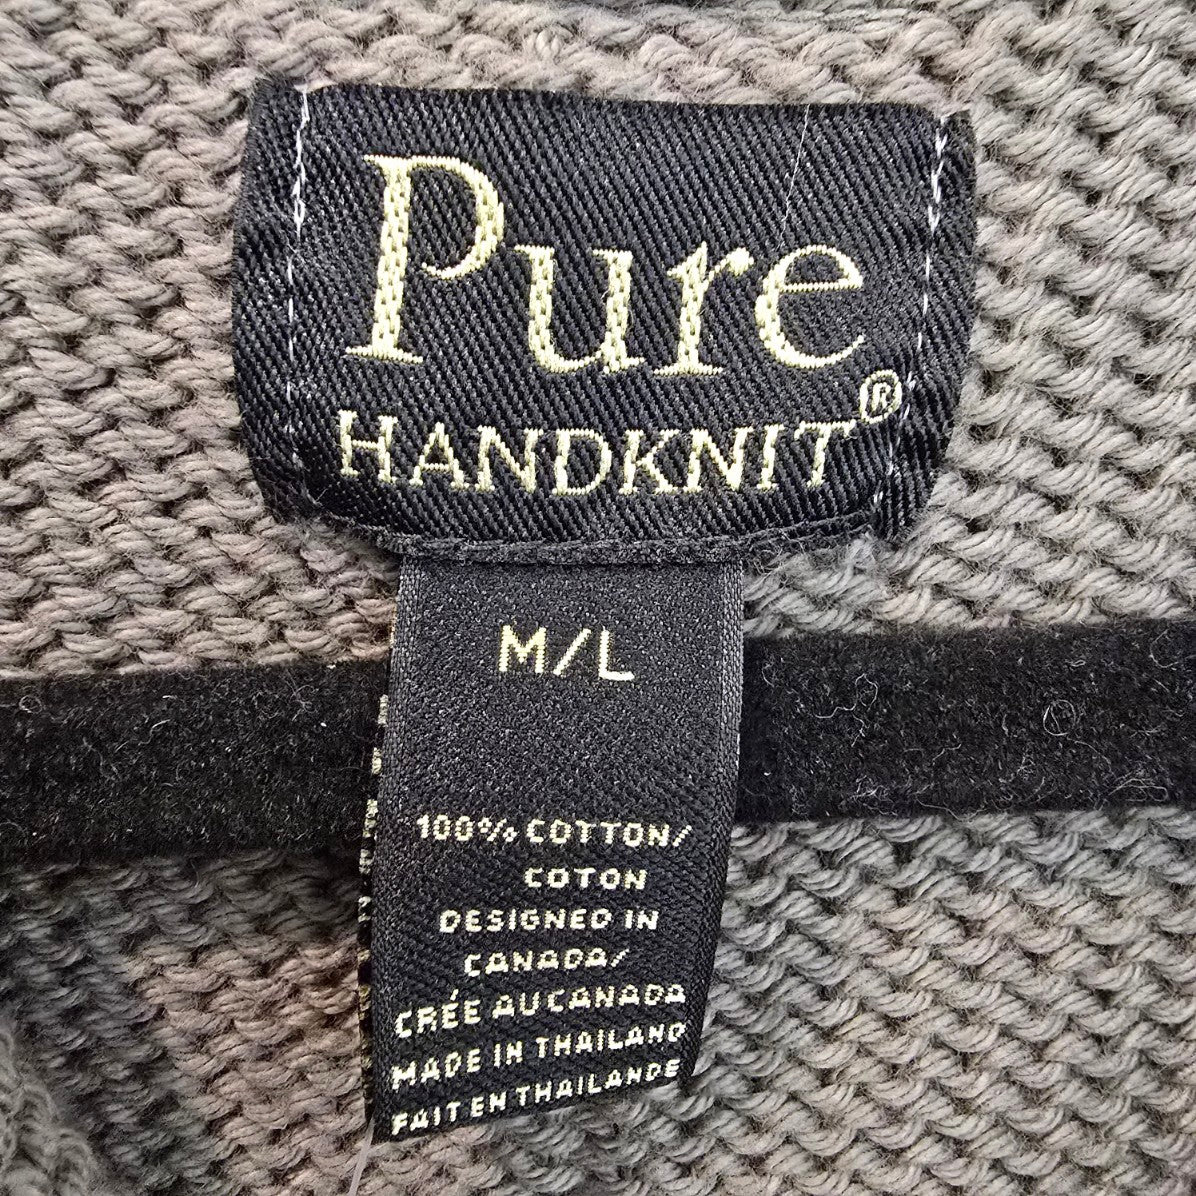 Pure
HANDKNIT®
M/L
100% COTTON/
COTON
DESIGNED IN
CANADA/
CRÉE AU CANADA
MADE IN THAILAND
FAIT EN THAILANDE